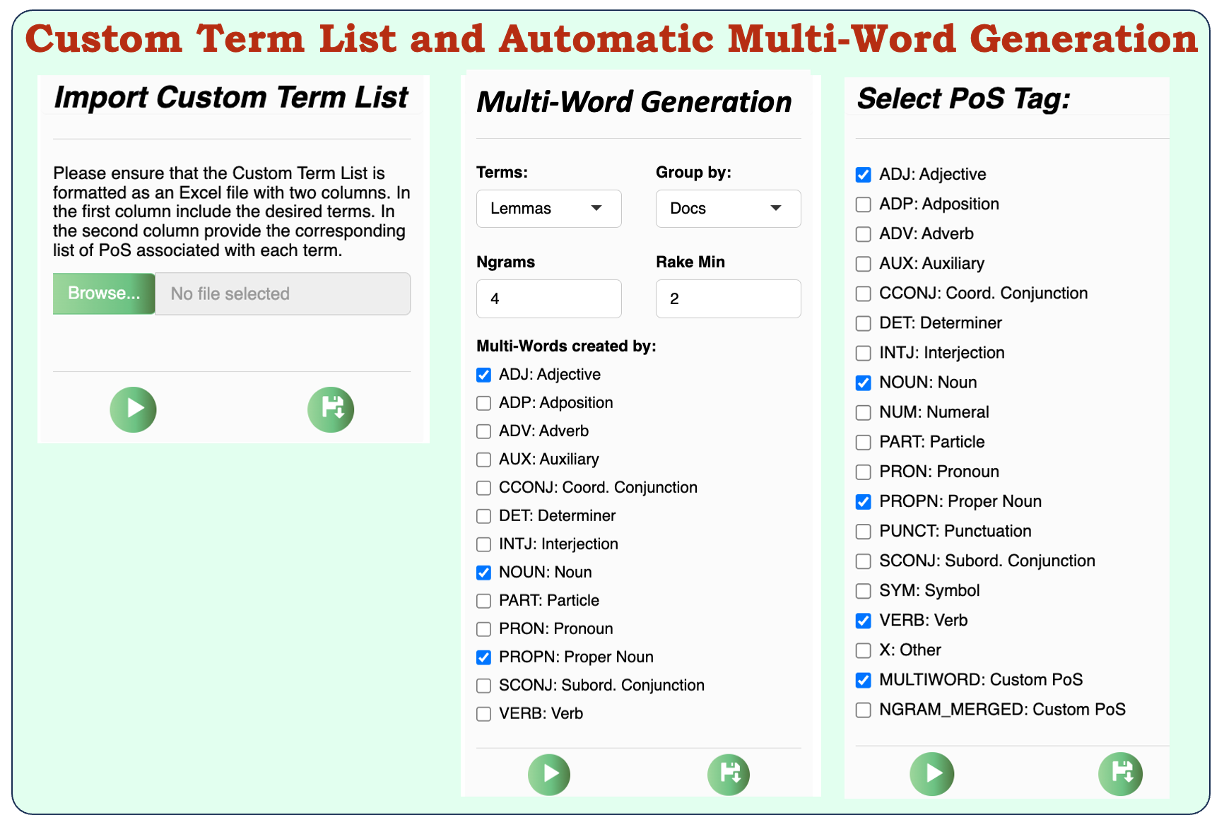 Custom Term List and Automatic Multi-Word Generation
Import Custom Term List
Please ensure that the Custom Term List is
formatted as an Excel file with two columns. In
the first column include the desired terms. In
the second column provide the corresponding
list of PoS associated with each term.
Browse...
No file selected
Multi-Word Generation
Terms:
Group by:
Lemmas
Docs
Ngrams
Rake Min
4
2
Multi-Words created by:
ADJ: Adjective
ADP: Adposition
ADV: Adverb
AUX: Auxiliary
CCONJ: Coord. Conjunction
DET: Determiner
INTJ: Interjection
NOUN: Noun
PART: Particle
PRON: Pronoun
PROPN: Proper Noun
SCONJ: Subord. Conjunction
VERB: Verb
Select PoS Tag:
ADJ: Adjective
ADP: Adposition
ADV: Adverb
AUX: Auxiliary
CCONJ: Coord. Conjunction
DET: Determiner
INTJ: Interjection
NOUN: Noun
NUM: Numeral
PART: Particle
PRON: Pronoun
PROPN: Proper Noun
PUNCT: Punctuation
SCONJ: Subord. Conjunction
SYM: Symbol
VERB: Verb
X: Other
MULTIWORD: Custom PoS
NGRAM_MERGED: Custom PoS